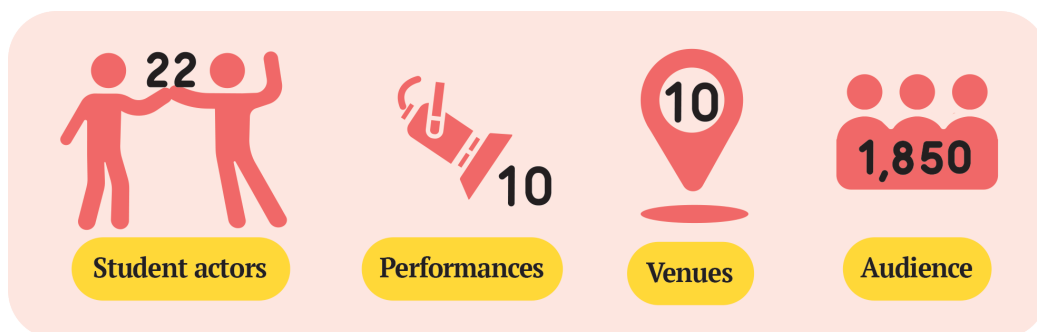 22
Student actors
10
Performances
10
Venues
1,850
Audience